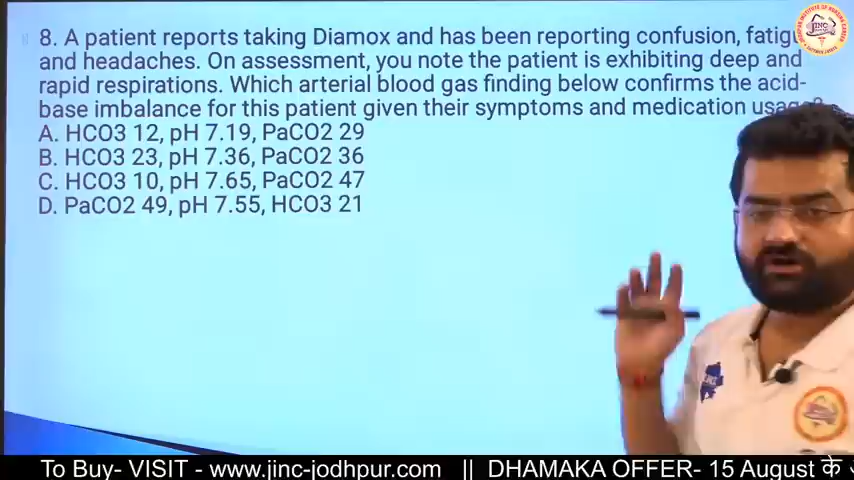 8. A patient reports taking Diamox and has been reporting confusion,
and headaches. On assessment, you note the patient is exhibiting deep and
rapid respirations. Which arterial blood gas finding below confirms the acid-
base imbalance for this patient given their symptoms and medication
A. HCO3 12, pH 7.19, PaCO2 29
B. HCO3 23, pH 7.36, PaCO2 36
C. HCO3 10, pH 7.65, PaCO2 47
D. PaCO2 49, pH 7.55, HCO3 21
To Buy- VISIT - www.jinc-jodhpur.com || DHAMAKA OFFER- 15 August के